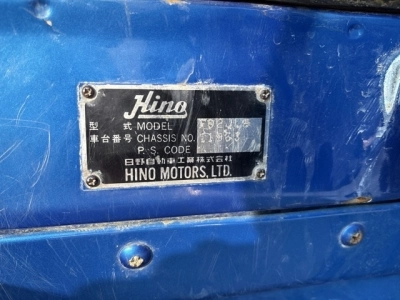 Hino
型 式 MODEL
車台番号 CHASSIS NO. 11963
P. S CODE
日野自動車工業株式会社
HINO MOTORS, LTD.